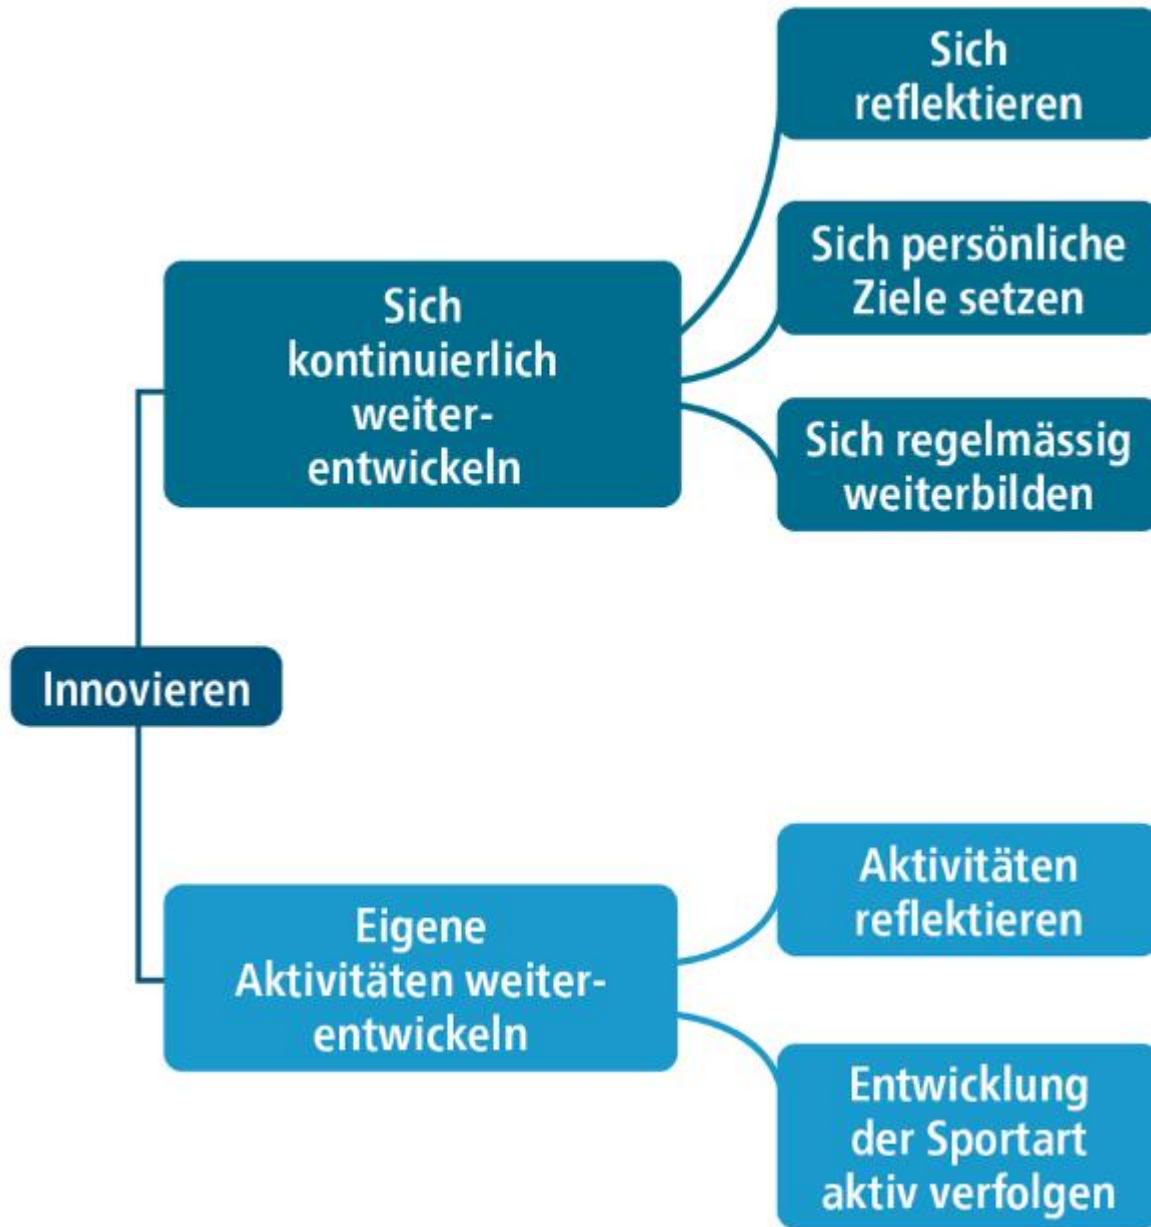 Sich
reflektieren
Sich persönliche
Ziele setzen
Sich
kontinuierlich
weiter-
entwickeln
Sich regelmässig
weiterbilden
Innovieren
Aktivitäten
reflektieren
Eigene
Aktivitäten weiter-
entwickeln
Entwicklung
der Sportart
aktiv verfolgen